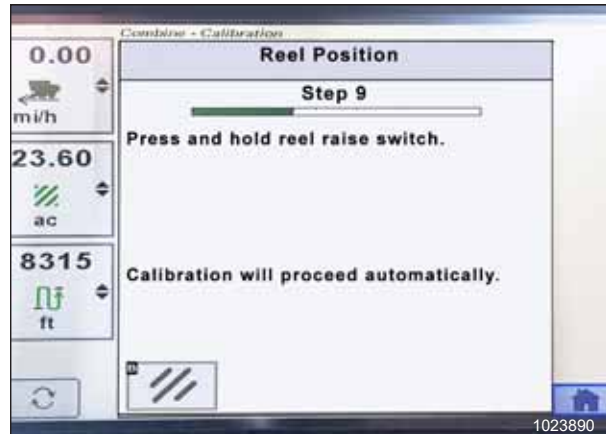 Combine - Calibration
Reel Position
Step 9
Press and hold reel raise switch.
Calibration will proceed automatically.
0.00
mi/h
23.60
ac
8315
ft
1023890